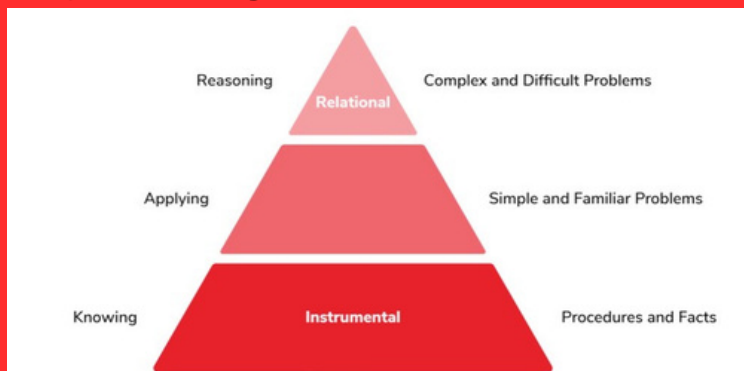 Reasoning
Relational
Complex and Difficult Problems
Applying
Simple and Familiar Problems
Knowing
Instrumental
Procedures and Facts